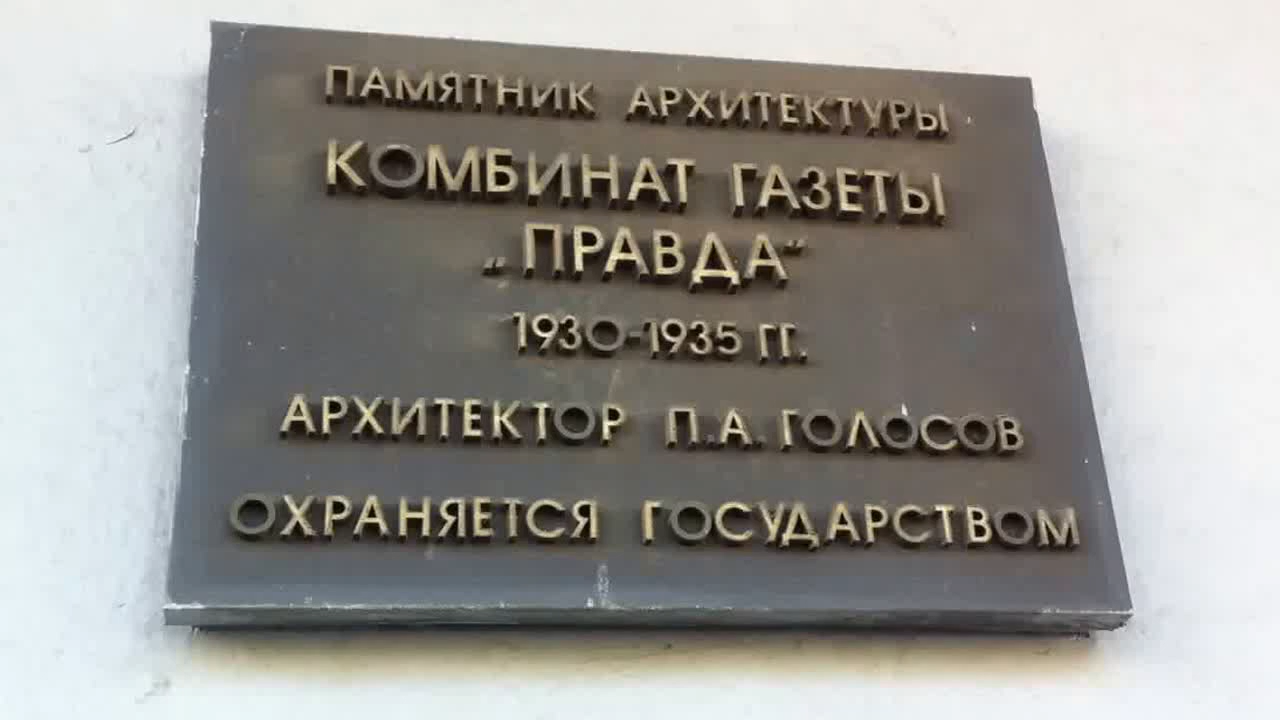 ПАМЯТНИК АРХИТЕКТУРЫ
КОМБИНАТ ГАЗЕТЫ
„ПРАВДА“
1930-1935 ГГ.
АРХИТЕКТОР П.А. ГОЛОСОВ
ОХРАНЯЕТСЯ ГОСУДАРСТВОМ